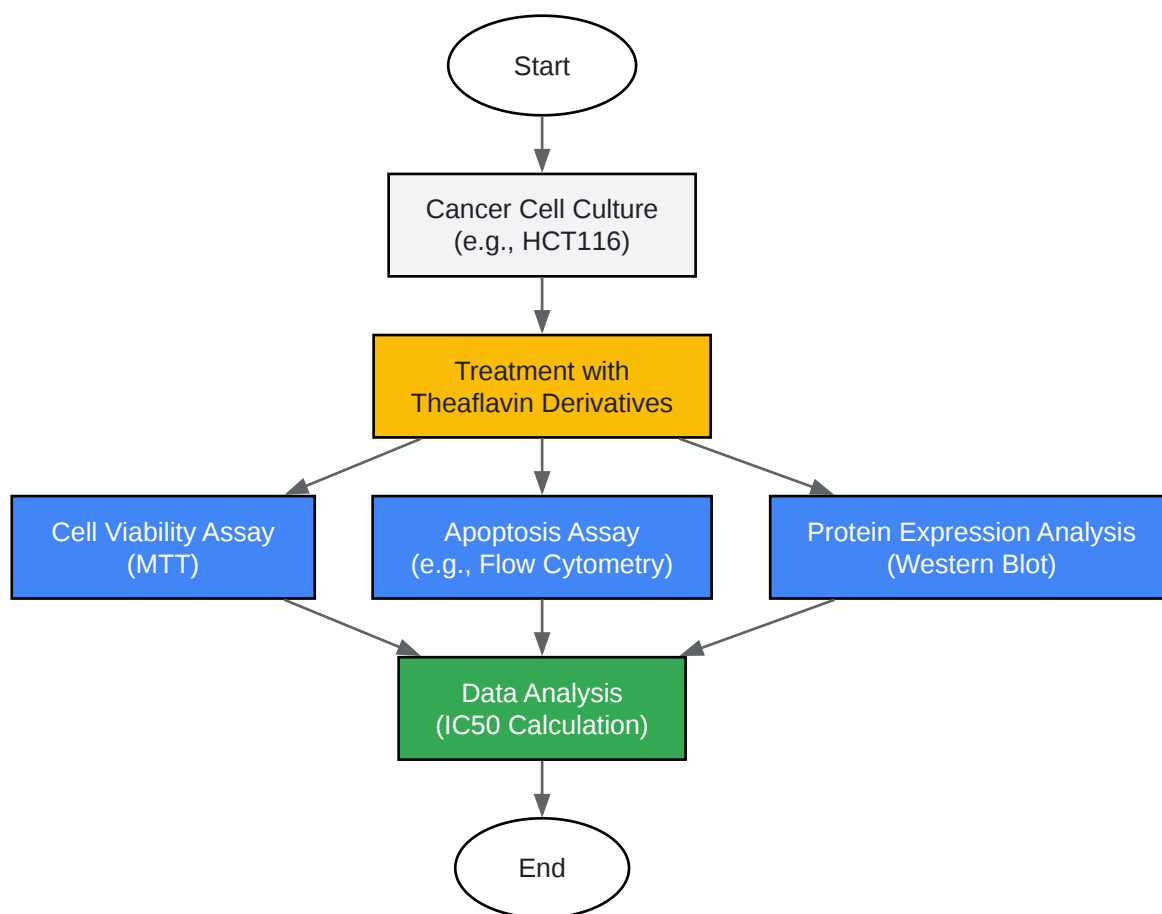 Start
Cancer Cell Culture
(e.g., HCT116)
Treatment with
Theaflavin Derivatives
Cell Viability Assay
(MTT)
Apoptosis Assay
(e.g., Flow Cytometry)
Protein Expression Analysis
(Western Blot)
Data Analysis
(IC50 Calculation)
End